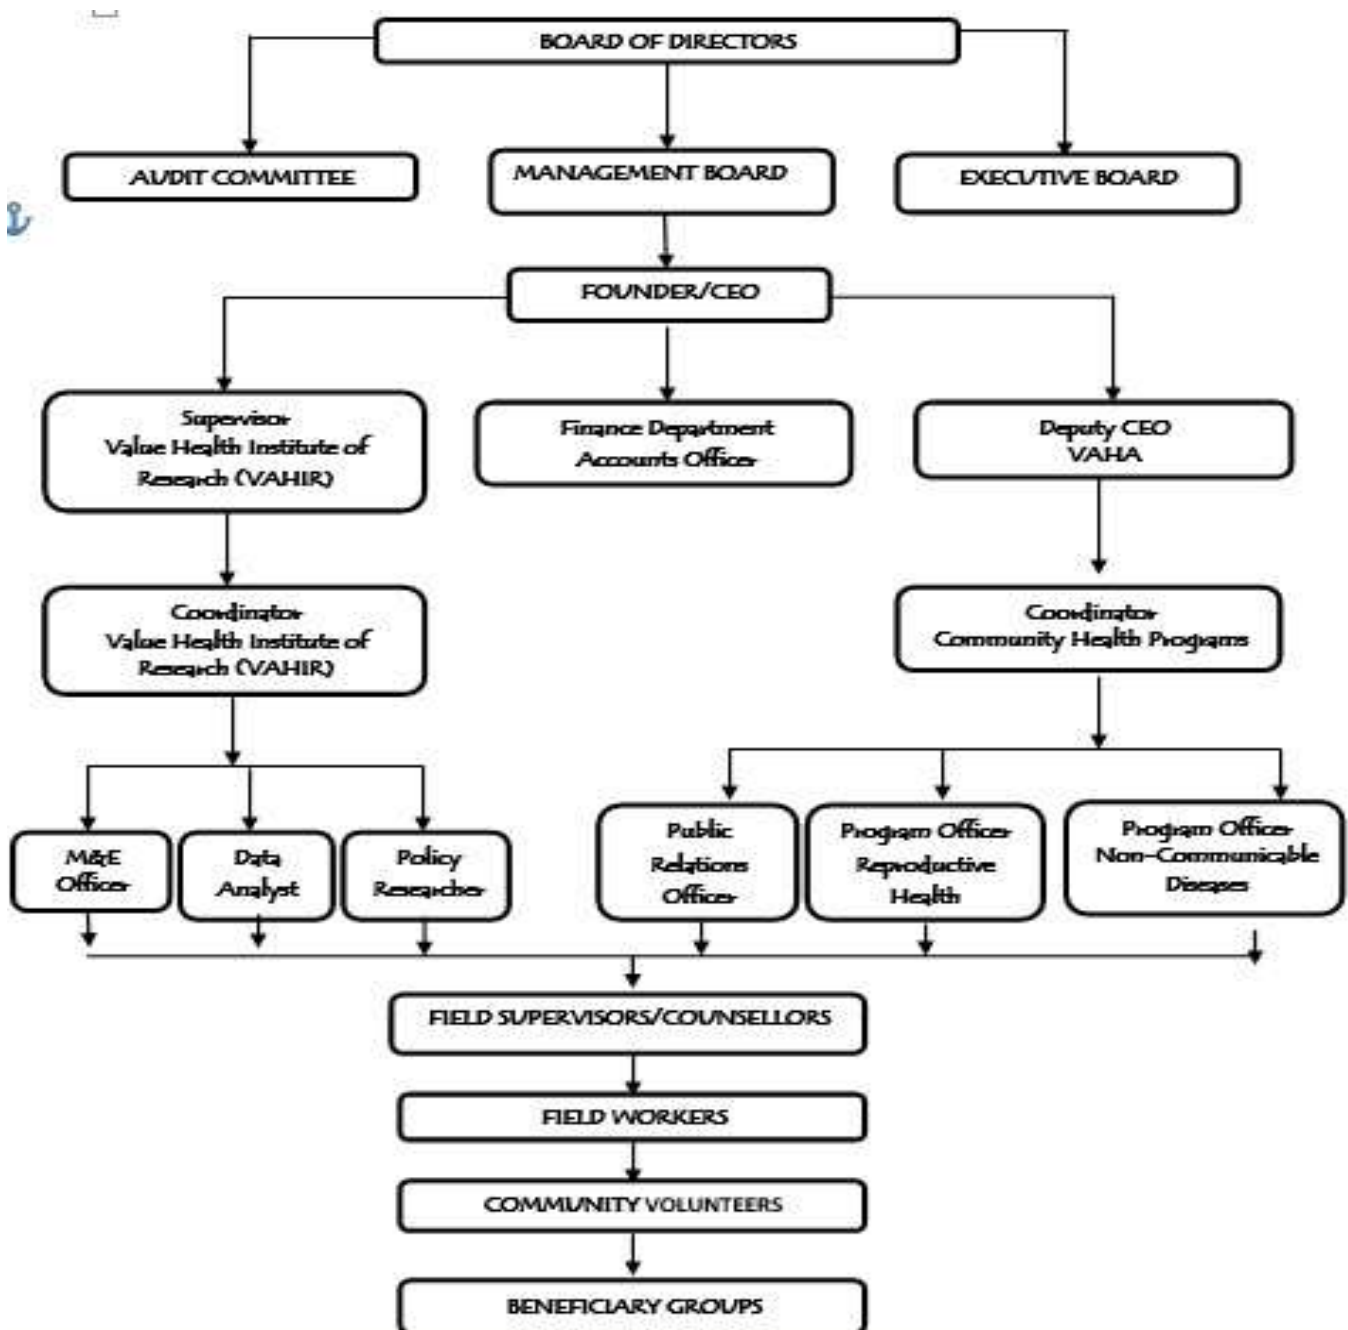 BOARD OF DIRECTORS
AUDIT COMMITTEE
MANAGEMENT BOARD
EXECUTIVE BOARD
FOUNDER/CEO
Supervisor
Value Health Institute of
Research (VAHIR)
Finance Department
Accounts Officer
Deputy CEO
VAHA
Coordinator
Value Health Institute of
Research (VAHIR)
Coordinator
Community Health Programs
M&E
Officer
Data
Analyst
Policy
Researcher
Public
Relations
Officer
Program Officer
Reproductive
Health
Program Officer
Non-Communicable
Diseases
FIELD SUPERVISORS/COUNSELLORS
FIELD WORKERS
COMMUNITY VOLUNTEERS
BENEFICIARY GROUPS